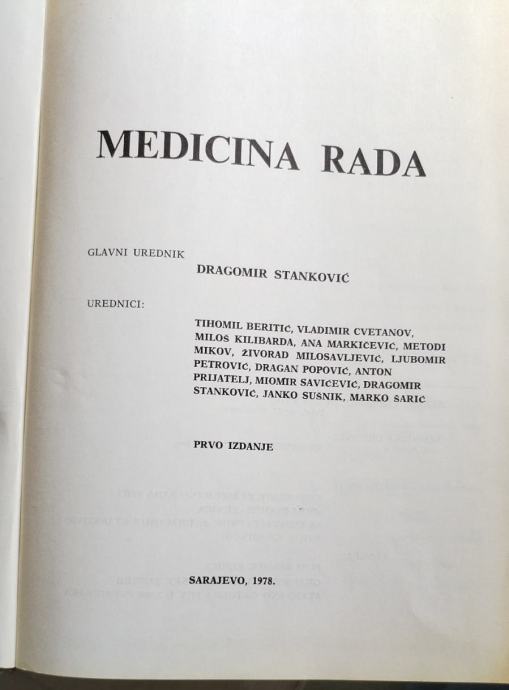 MEDICINA RADA
GLAVNI UREDNIK
DRAGOMIR STANKOVIĆ
UREDNICI:
TIHOMIL BERITIĆ, VLADIMIR CVETANOV,
MILOS KILIBARDA, ANA MARKIĆEVIĆ, METODI
MIKOV, ŽIVORAD MILOSAVLJEVIĆ, LJUBOMIR
PETROVIĆ, DRAGAN POPOVIĆ, ANTON
PRIJATELJ, MIOMIR SAVIĆEVIĆ, DRAGOMIR
STANKOVIĆ, JANKO SUŠNIK, MARKO ŠARIĆ
PRVO IZDANJE
SARAJEVO, 1978.